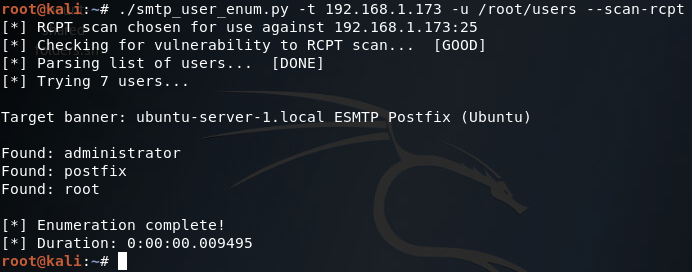 root@kali:~# ./smtp_user_enum.py -t 192.168.1.173 -u /root/users --scan-rcpt
[*] RCPT scan chosen for use against 192.168.1.173:25
[*] Checking for vulnerability to RCPT scan...  [GOOD]
[*] Parsing list of users...  [DONE]
[*] Trying 7 users...
Target banner: ubuntu-server-1.local ESMTP Postfix (Ubuntu)
Found: administrator
Found: postfix
Found: root
[*] Enumeration complete!
[*] Duration: 0:00:00.009495
root@kali:~#